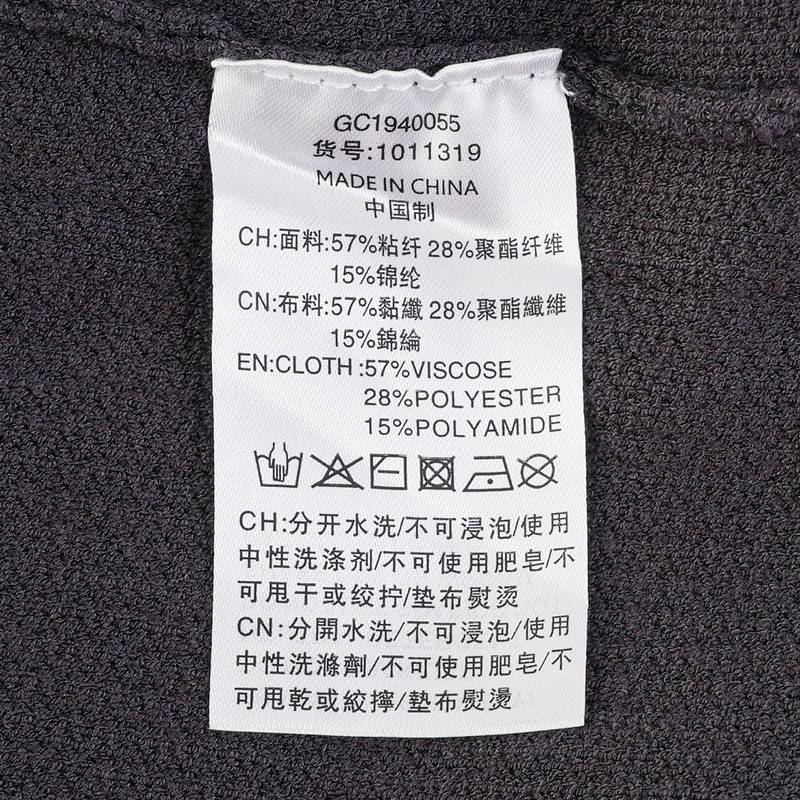 GC1940055
货号:1011319
MADE IN CHINA
中国制
CH:面料:57%粘纤 28%聚酯纤维
15%锦纶
CN:布料:57%黏纖 28%聚酯纖維
15%錦綸
EN:CLOTH :57%VISCOSE
28%POLYESTER
15%POLYAMIDE
CH:分开水洗/不可浸泡/使用
中性洗涤剂/不可使用肥皂/不
可甩干或绞拧/垫布熨烫
CN:分開水洗/不可浸泡/使用
中性洗滌劑/不可使用肥皂/不
可甩乾或絞擰/墊布熨燙